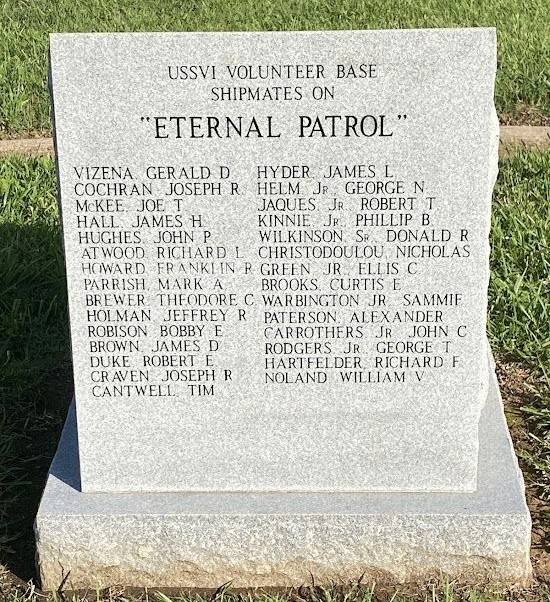 USSVI VOLUNTEER BASE
SHIPMATES ON
"ETERNAL PATROL"
VIZENA, GERALD D.
COCHRAN, JOSEPH R.
McKEE, JOE T.
HALL, JAMES H.
HUGHES, JOHN P.
ATWOOD, RICHARD L.
HOWARD, FRANKLIN R.
PARRISH, MARK A.
BREWER, THEODORE C.
HOLMAN, JEFFREY R.
ROBISON, BOBBY E.
BROWN, JAMES D.
DUKE, ROBERT E.
CRAVEN, JOSEPH R.
CANTWELL, TIM
HYDER, JAMES L.
HELM Jr., GEORGE N.
JAQUES Jr., ROBERT T.
KINNIE Jr., PHILLIP B.
WILKINSON Sr., DONALD R.
CHRISTODOULOU, NICHOLAS
GREEN, JR., ELLIS C.
BROOKS, CURTIS E.
WARBINGTON JR., SAMMIE
PATERSON, ALEXANDER
CARROTHERS Jr., JOHN C.
RODGERS, Jr., GEORGE T.
HARTFELDER, RICHARD F.
NOLAND, WILLIAM V.